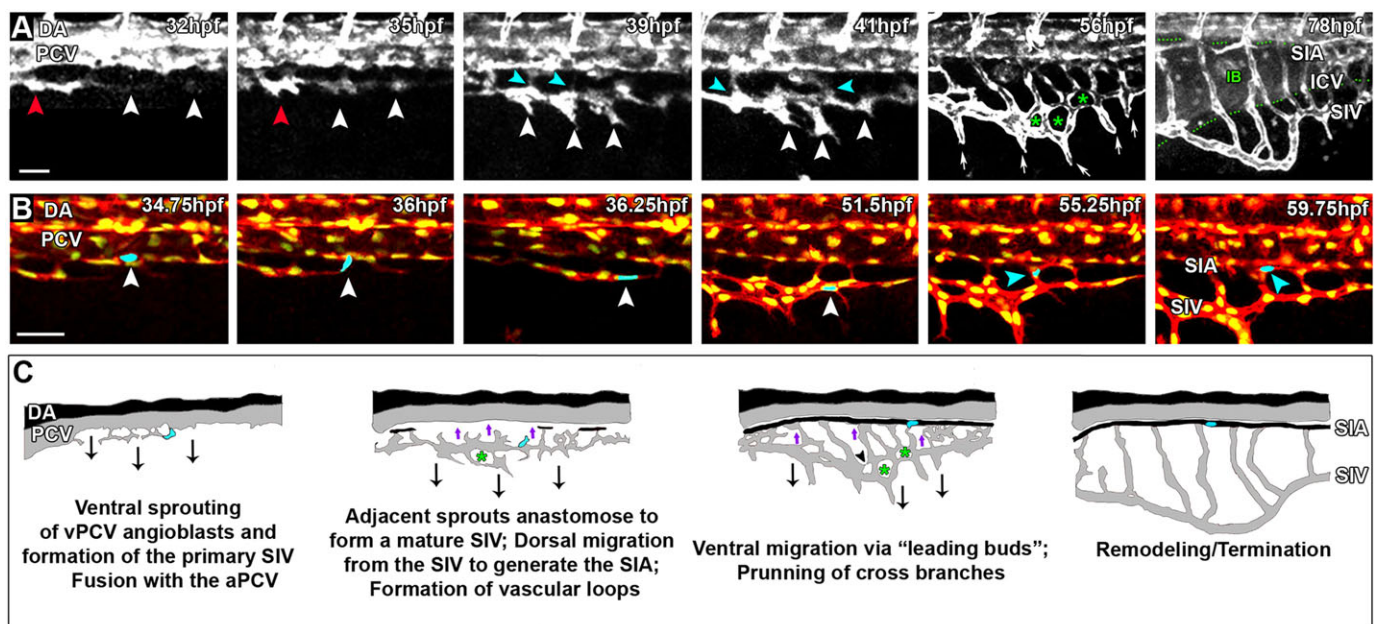 A
DA
PCV
32hpf
35hpf
39hpf
41hpf
56hpf
* * *
78hpf
SIA
IB
ICV
SIV
B
DA
PCV
34.75hpf
36hpf
36.25hpf
51.5hpf
55.25hpf
59.75hpf
SIA
SIV
C
DA
PCV
Ventral sprouting
of vPCV angioblasts and
formation of the primary SIV
Fusion with the aPCV
*
Adjacent sprouts anastomose to
form a mature SIV; Dorsal migration
from the SIV to generate the SIA;
Formation of vascular loops
* *
Ventral migration via “leading buds”;
Prunning of cross branches
SIA
SIV
Remodeling/Termination